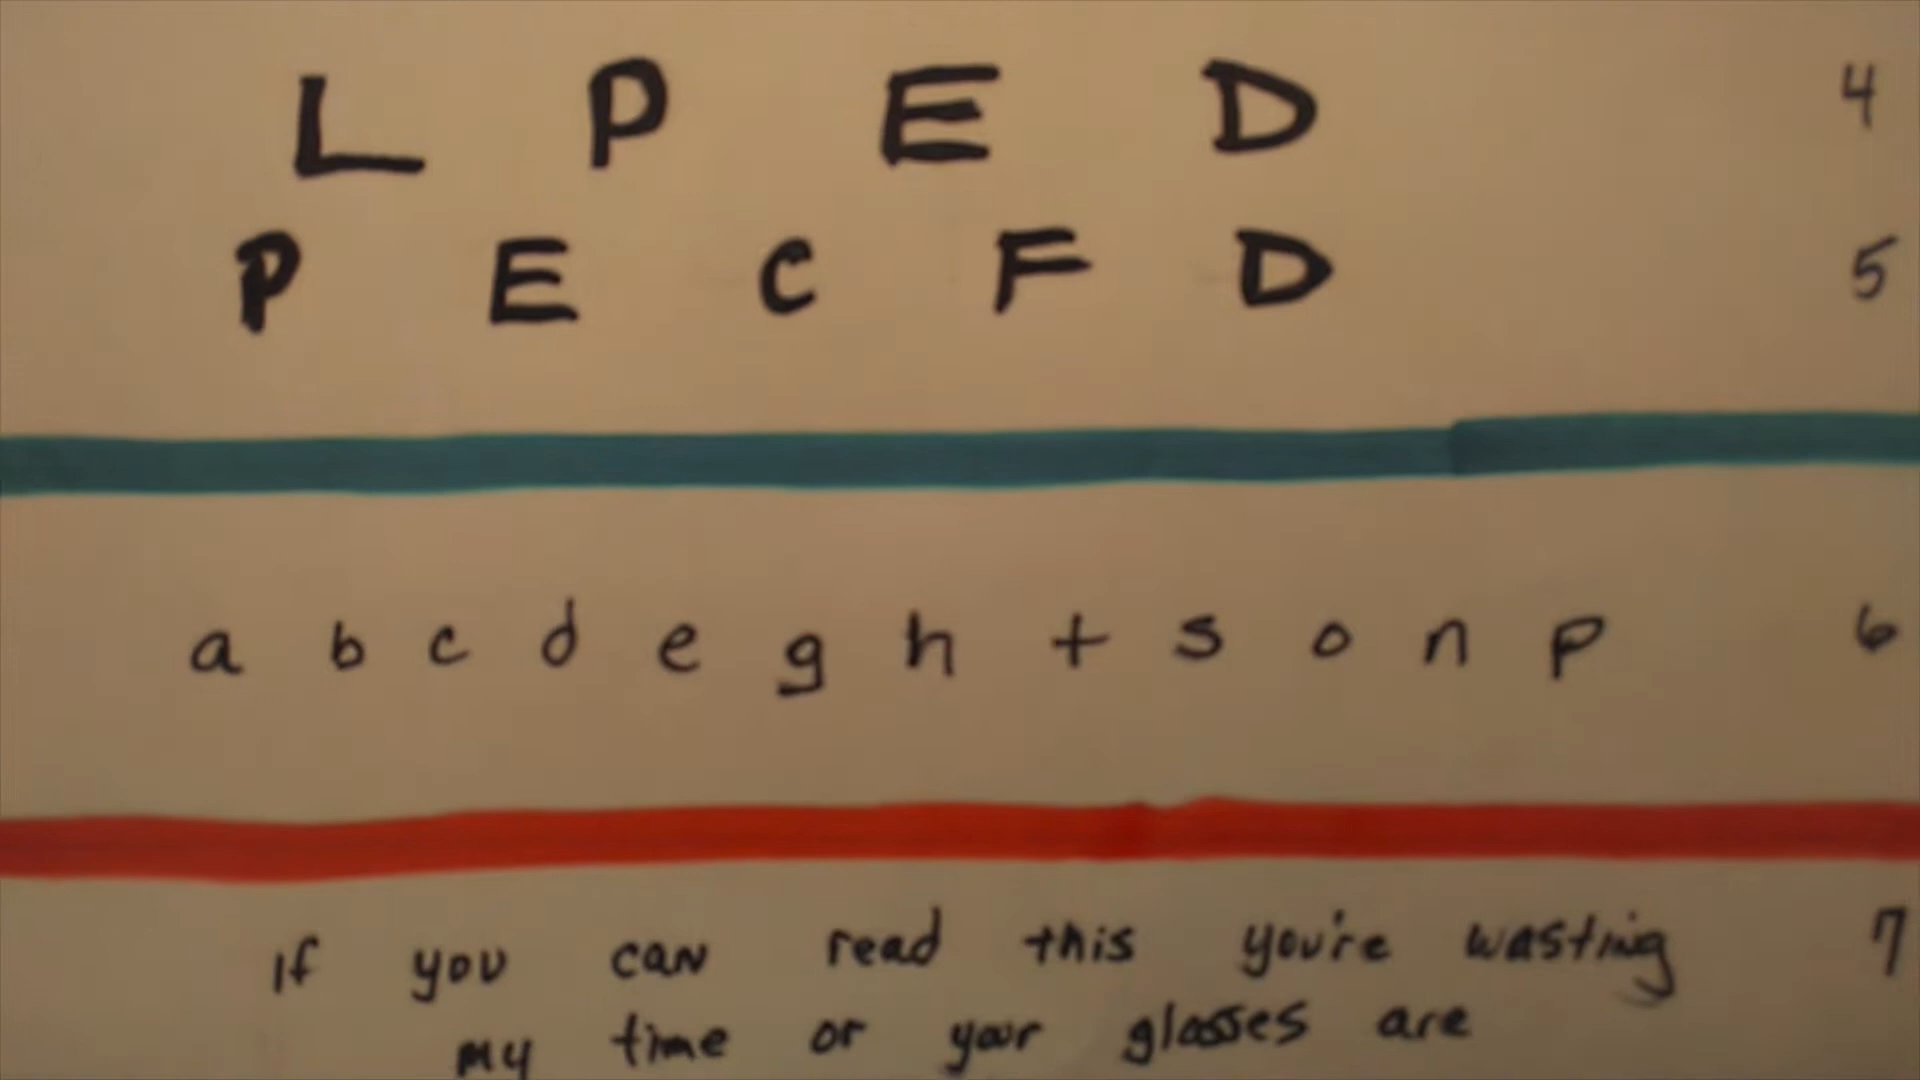 L P E D 4
P E C F D 5
a b c d e g h t s o n p 6
If you can read this you're wasting 7
my time or your glasses are